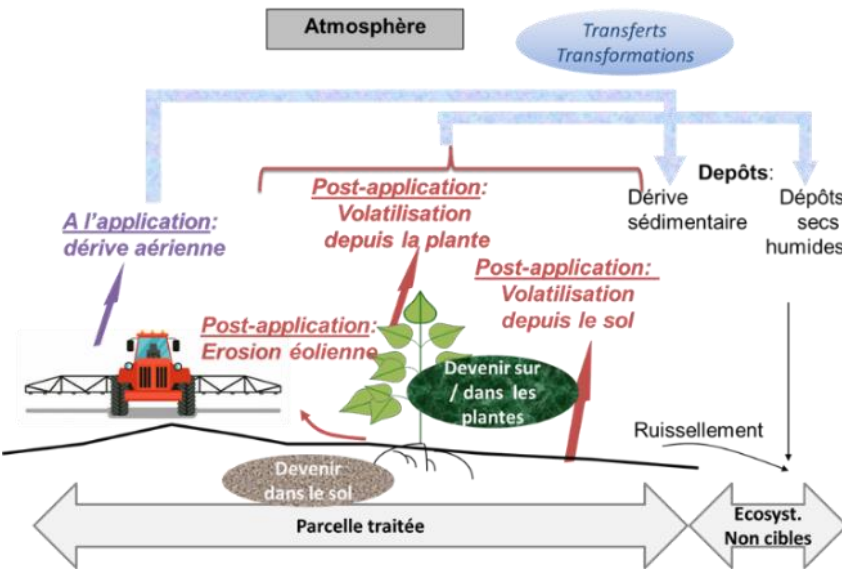 Atmosphère
Transferts
Transformations
A l'application:
dérive aérienne
Post-application:
Volatilisation
depuis la plante
Depôts:
Dérive
sédimentaire
Dépôts
secs
humides
Post-application:
Volatilisation
depuis le sol
Post-application:
Erosion éolienne
Devenir sur
/ dans les
plantes
Ruissellement
Devenir
dans le sol
Parcelle traitée
Ecosyst.
Non cibles